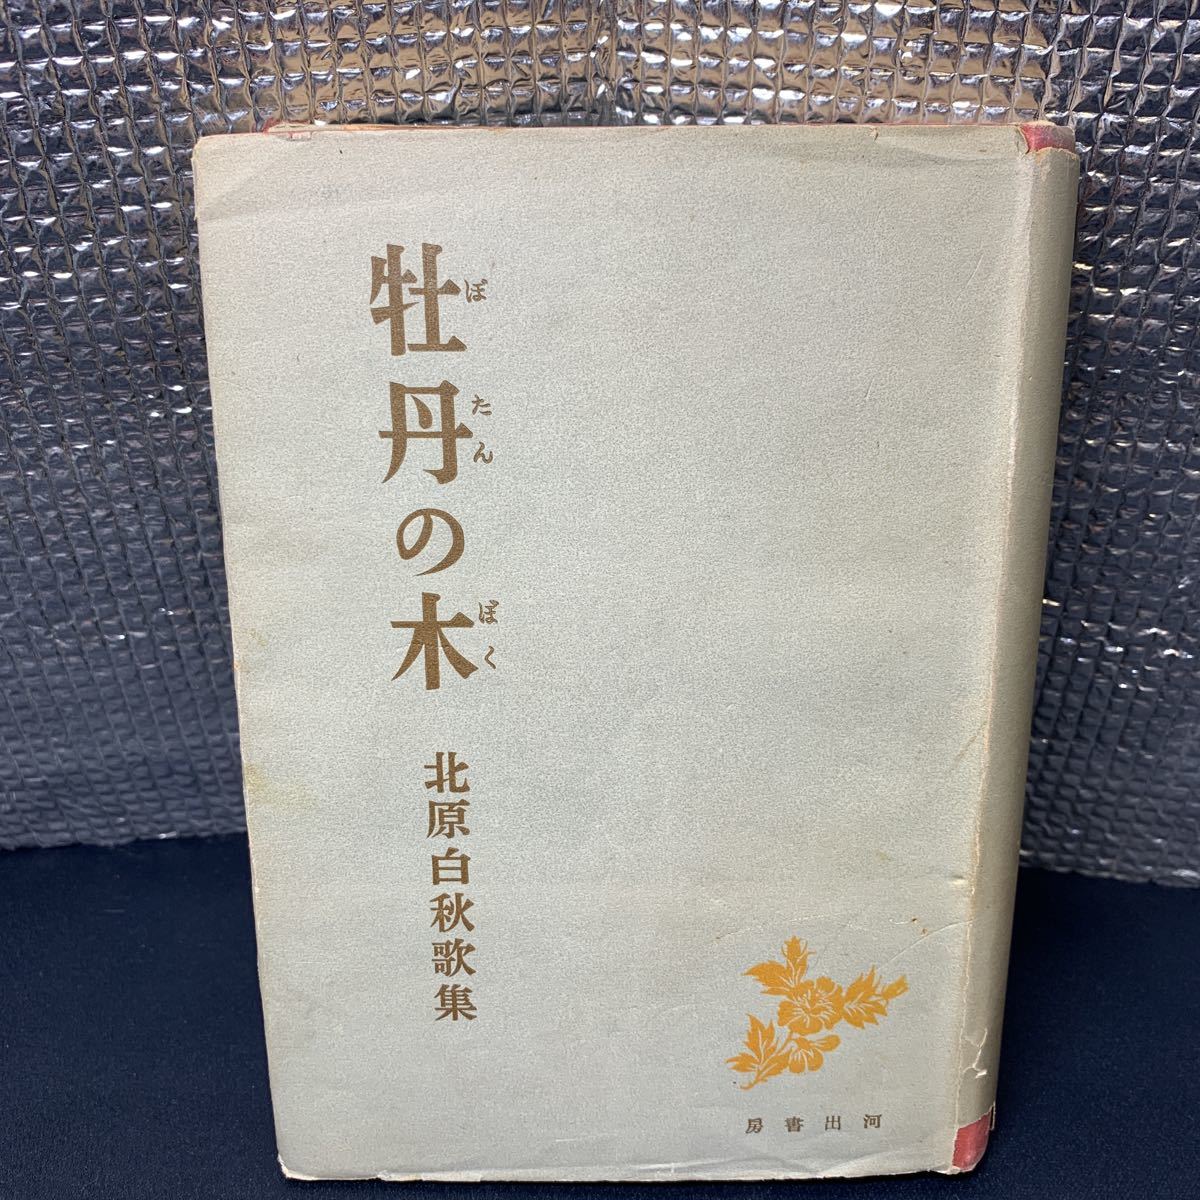 牡丹の木
ぼたん ぼく
北原白秋歌集
河出書房